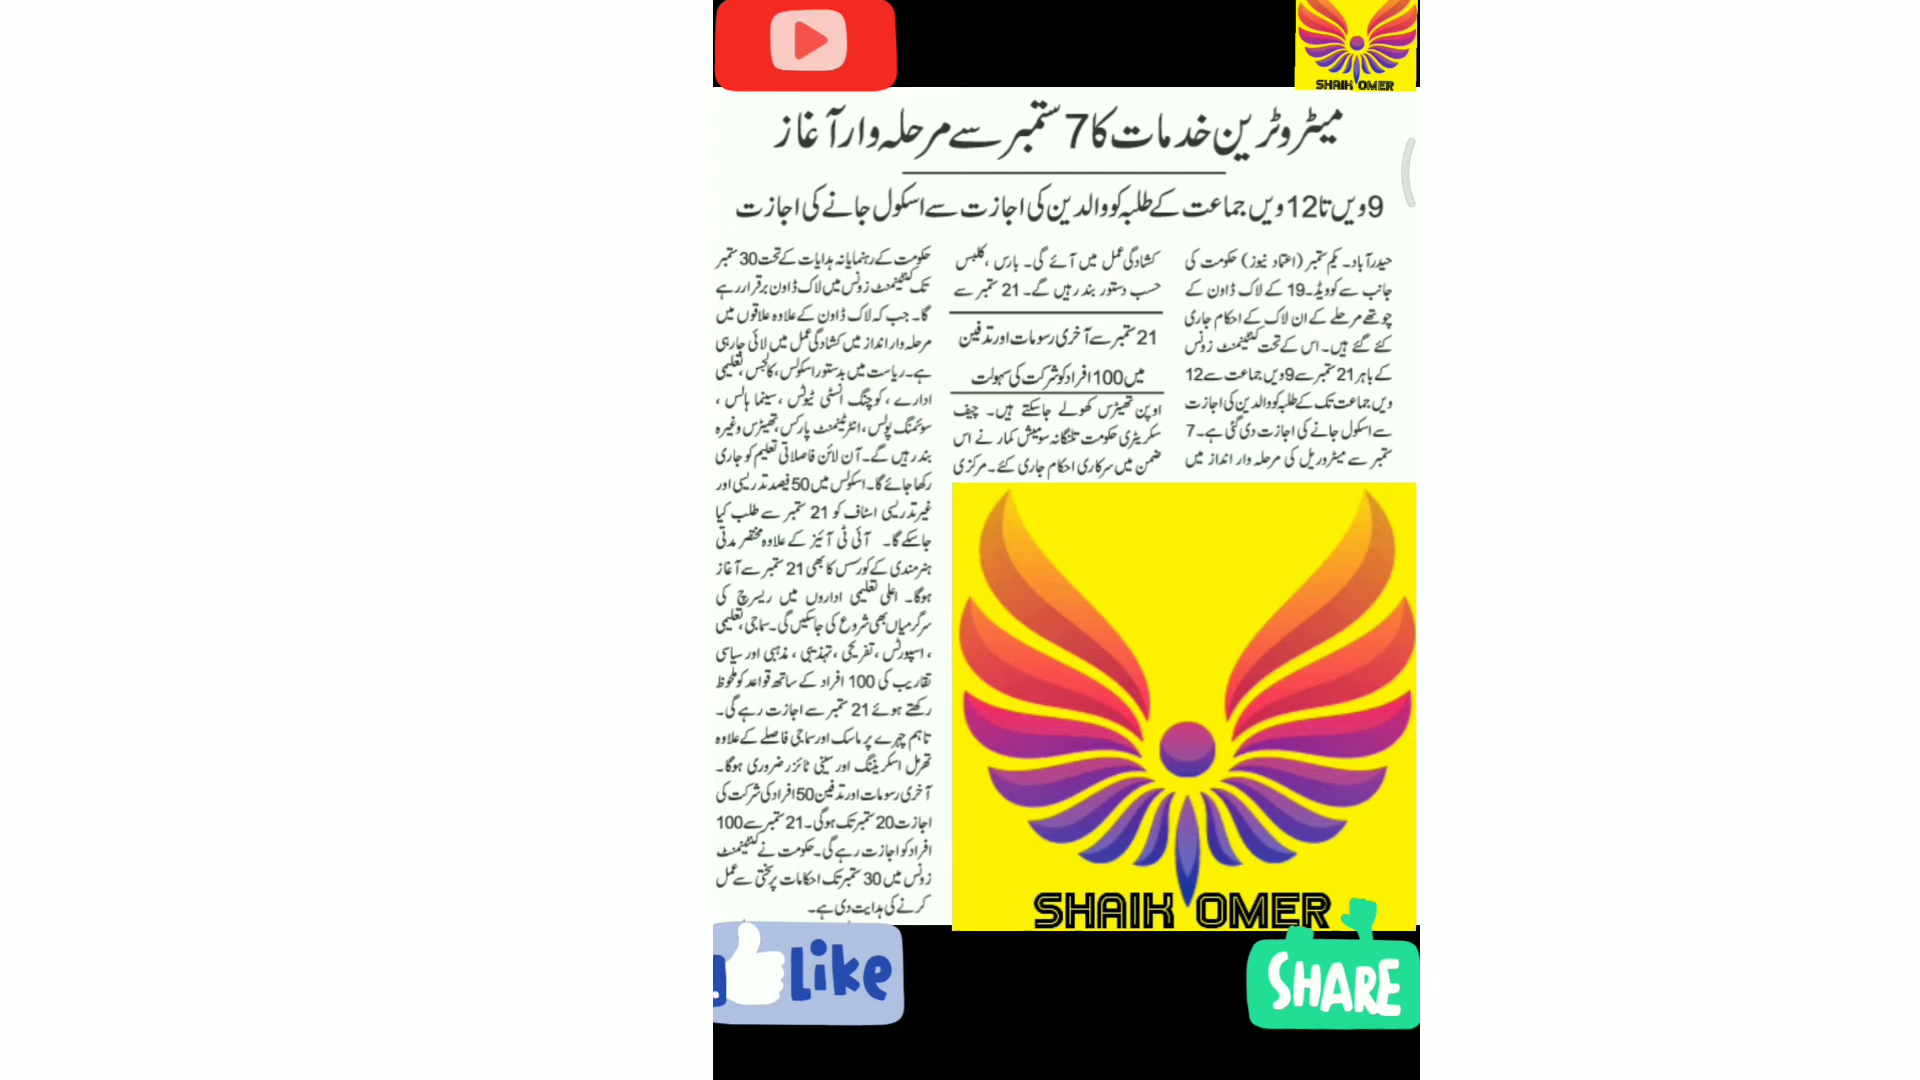 SHAIK OMER
میٹروٹرین خدمات کا 7 ستمبر سے مرحلہ وار آغاز
9ویں تا 12 ویں جماعت کے طلبہ کو والدین کی اجازت سے اسکول جانے کی اجازت
حیدرآباد۔ یکم ستمبر (اعتماد نیوز) حکومت کی
جانب سے کوویڈ۔19 کے لاک ڈاون کے
چوتھے مرحلے کے ان لاک کے احکام جاری
کئے گئے ہیں۔ اس کے تحت کنٹیمنٹ زونس
کے باہر 21 ستمبر سے 9ویں جماعت سے 12
ویں جماعت تک کے طلبہ کو والدین کی اجازت
سے اسکول جانے کی اجازت دی گئی ہے۔ 7
ستمبر سے میٹروریل کی مرحلہ وار انداز میں
کشادگی عمل میں آئے گی۔ بارس، کلبس
حسب دستور بند رہیں گے۔ 21 ستمبر سے
21 ستمبر سے آخری رسومات اور تدفین
میں 100 افراد کو شرکت کی سہولت
اوپن تھیٹرس کھولے جاسکتے ہیں۔ چیف
سکریٹری حکومت تلنگانہ سومیش کمار نے اس
ضمن میں سرکاری احکام جاری کئے۔ مرکزی
حکومت کے رہنمایانہ ہدایات کے تحت 30 ستمبر
تک کنٹیمنٹ زونس میں لاک ڈاون برقرار رہے
گا۔ جب کہ لاک ڈاون کے علاوہ علاقوں میں
مرحلہ وار انداز میں کشادگی عمل میں لائی جارہی
ہے۔ ریاست میں بدستور اسکولس، کالجس، تعلیمی
ادارے، کوچنگ انسٹی ٹیوٹس، سینما ہالس،
سوئمنگ پولس، انٹرٹینمنٹ پارکس، تھیٹرس وغیرہ
بند رہیں گے۔ آن لائن فاصلاتی تعلیم کو جاری
رکھا جائے گا۔ اسکولس میں 50 فیصد تدریسی اور
غیر تدریسی اسٹاف کو 21 ستمبر سے طلب کیا
جاسکے گا۔ آئی ٹی آئیز کے علاوہ مختصر مدتی
ہنرمندی کے کورسس کا بھی 21 ستمبر سے آغاز
ہوگا۔ اعلی تعلیمی اداروں میں ریسرچ کی
سرگرمیاں بھی شروع کی جاسکیں گی۔ سماجی، تعلیمی
، اسپورٹس، تفریحی، تہذیبی، مذہبی اور سیاسی
تقاریب کی 100 افراد کے ساتھ قواعد کو ملحوظ
رکھتے ہوئے 21 ستمبر سے اجازت رہے گی۔
تاہم چہرے پر ماسک اور سماجی فاصلے کے علاوہ
تھرمل اسکریننگ اور سینی ٹائزر ضروری ہوگا۔
آخری رسومات اور تدفین 50 افراد کی شرکت کی
اجازت 20 ستمبر تک ہوگی۔ 21 ستمبر سے 100
افراد کو اجازت رہے گی۔ حکومت نے کنٹیمنٹ
زونس میں 30 ستمبر تک احکامات پر سختی سے عمل
کرنے کی ہدایت دی ہے۔
SHAIK OMER
Like
SHARE